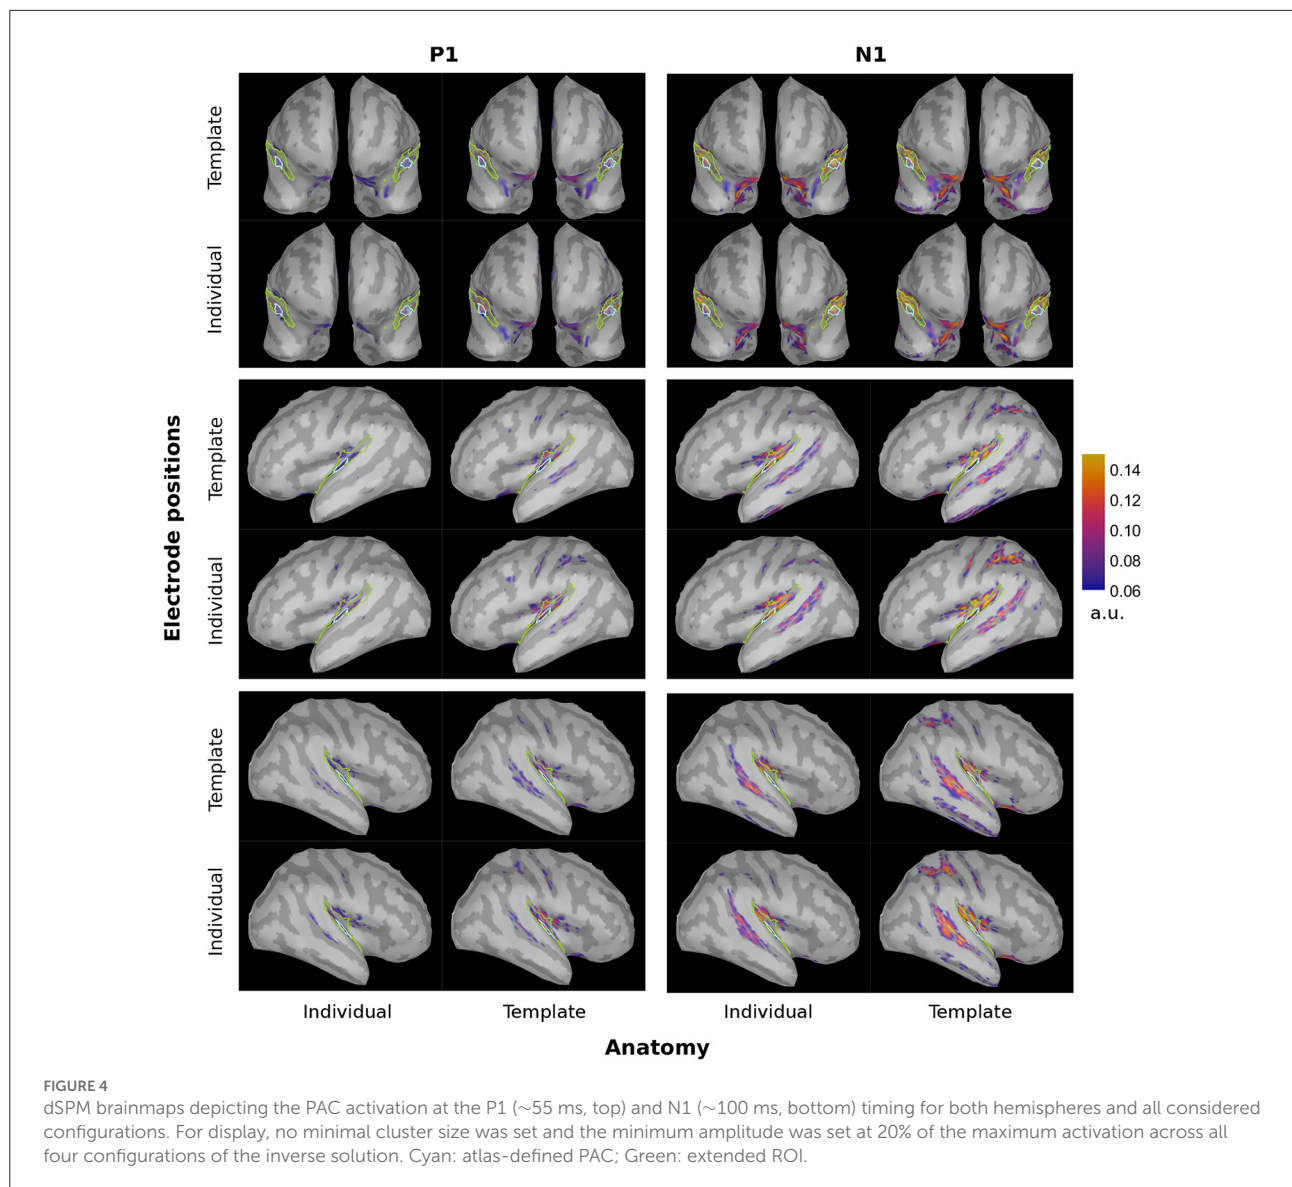 P1
N1
Template
Individual
Electrode positions
Template
Individual
Template
Individual
0.14
0.12
0.10
0.08
0.06
a.u.
Individual
Template
Individual
Template
Anatomy
FIGURE 4
dSPM brainmaps depicting the PAC activation at the P1 (∼55 ms, top) and N1 (∼100 ms, bottom) timing for both hemispheres and all considered
configurations. For display, no minimal cluster size was set and the minimum amplitude was set at 20% of the maximum activation across all
four configurations of the inverse solution. Cyan: atlas-defined PAC; Green: extended ROI.